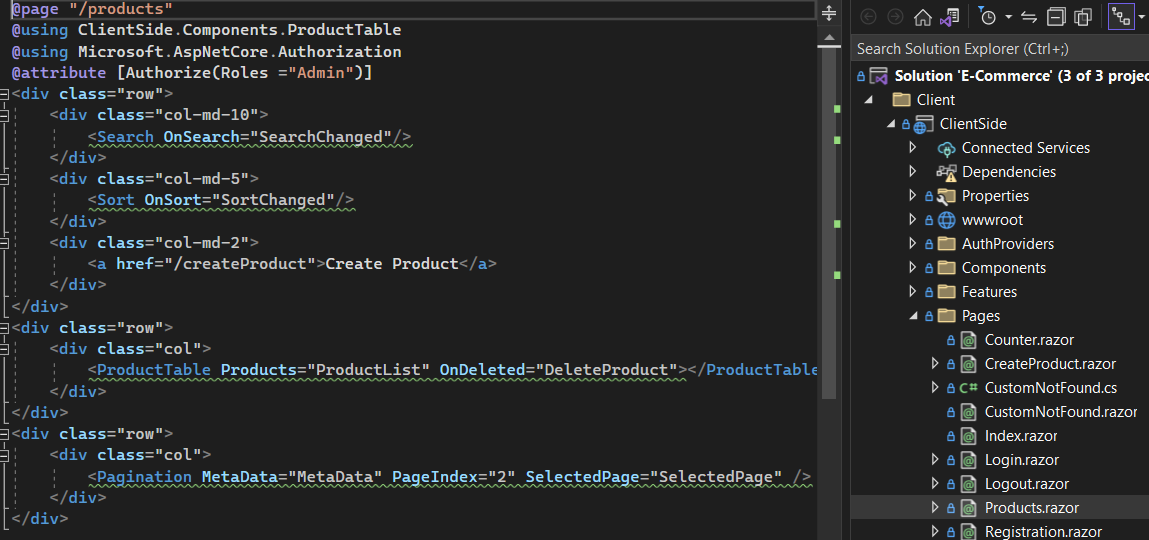 @page "/products"
@using ClientSide.Components.ProductTable
@using Microsoft.AspNetCore.Authorization
@attribute [Authorize(Roles ="Admin")]
<div class="row">
    <div class="col-md-10">
        <Search OnSearch="SearchChanged"/>
    </div>
    <div class="col-md-5">
        <Sort OnSort="SortChanged"/>
    </div>
    <div class="col-md-2">
        <a href="/createProduct">Create Product</a>
    </div>
</div>
<div class="row">
    <div class="col">
        <ProductTable Products="ProductList" OnDeleted="DeleteProduct"></ProductTable
    </div>
</div>
<div class="row">
    <div class="col">
        <Pagination MetaData="MetaData" PageIndex="2" SelectedPage="SelectedPage" />
    </div>
</div>
Search Solution Explorer (Ctrl+;)
Solution 'E-Commerce' (3 of 3 projec
Client
ClientSide
Connected Services
Dependencies
Properties
wwwroot
AuthProviders
Components
Features
Pages
Counter.razor
CreateProduct.razor
C# CustomNotFound.cs
CustomNotFound.razor
Index.razor
Login.razor
Logout.razor
Products.razor
Registration.razor